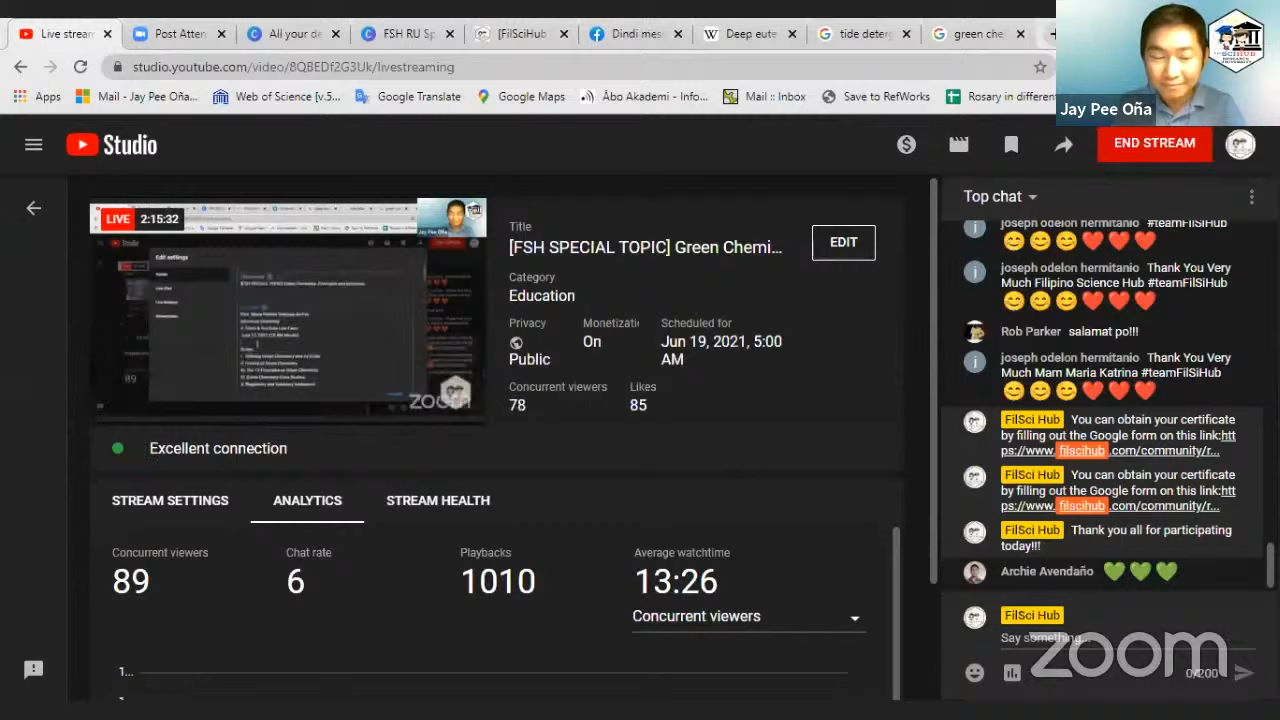 Live stream
Post Atten
All your de
FSH RU Sp
[FilSciHub
Dindi mes
Deep eute
tide deterg
green che
studio.youtube.com/video/8QBEDf2G3Uk/livestreaming
Apps
Mail - Jay Pee Oña...
Web of Science [v.5...
Google Translate
Google Maps
Åbo Akademi - Info...
Mail :: Inbox
Save to RefWorks
Rosary in differen
Jay Pee Oña
Studio
END STREAM
LIVE 2:15:32
Edit settings
zoom
Title
[FSH SPECIAL TOPIC] Green Chemi...
EDIT
Category
Education
Privacy
Public
Monetizatio
On
Scheduled for
Jun 19, 2021, 5:00
AM
Concurrent viewers
78
Likes
85
Excellent connection
STREAM SETTINGS
ANALYTICS
STREAM HEALTH
Concurrent viewers
89
Chat rate
6
Playbacks
1010
Average watchtime
13:26
Concurrent viewers
1...
Top chat
joseph odelon hermitanio #teamFilSiHub
😊😊😊❤️❤️❤️
joseph odelon hermitanio Thank You Very
Much Filipino Science Hub #teamFilSiHub
😊😊😊❤️❤️❤️
Rob Parker salamat po!!!
joseph odelon hermitanio Thank You Very
Much Mam Maria Katrina #teamFilSiHub
😊😊😊❤️❤️❤️
FilSci Hub You can obtain your certificate
by filling out the Google form on this link:htt
ps://www.filscihub.com/community/r...
FilSci Hub You can obtain your certificate
by filling out the Google form on this link:htt
ps://www.filscihub.com/community/r...
FilSci Hub Thank you all for participating
today!!!
Archie Avendaño 💚💚💚
FilSci Hub
Say something...
zoom
0/200